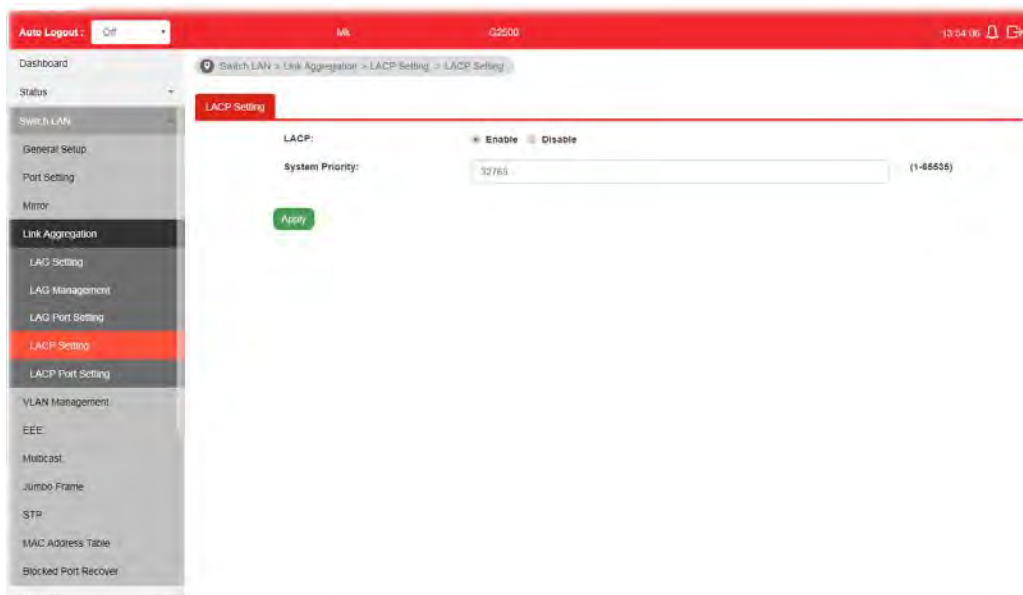 Auto Logout : Off G2500 13:54:06
Dashboard
Switch LAN > Link Aggregation > LACP Setting > LACP Setting
Status
LACP Setting
Switch LAN
LACP: Enable Disable
General Setup
System Priority: (1-65535)
Port Setting
Mirror
Apply
Link Aggregation
LAG Setting
LAG Management
LAG Port Setting
LACP Setting
LACP Port Setting
VLAN Management
EEE
Multicast
Jumbo Frame
STP
MAC Address Table
Blocked Port Recover